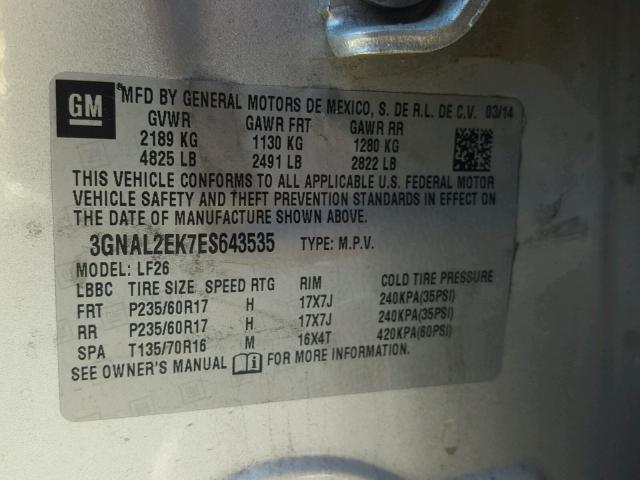 GM
MFD BY GENERAL MOTORS DE MEXICO, S. DE R.L. DE C.V. 03/14
GVWR GAWR FRT GAWR RR
2189 KG 1130 KG 1280 KG
4825 LB 2491 LB 2822 LB
THIS VEHICLE CONFORMS TO ALL APPLICABLE U.S. FEDERAL MOTOR
VEHICLE SAFETY AND THEFT PREVENTION STANDARDS IN EFFECT ON
THE DATE OF MANUFACTURE SHOWN ABOVE.
3GNAL2EK7ES643535 TYPE: M.P.V.
MODEL: LF26
LBBC TIRE SIZE SPEED RTG RIM COLD TIRE PRESSURE
FRT P235/60R17 H 17X7J 240KPA(35PSI)
RR P235/60R17 H 17X7J 240KPA(35PSI)
SPA T135/70R16 M 16X4T 420KPA(60PSI)
SEE OWNER'S MANUAL FOR MORE INFORMATION.